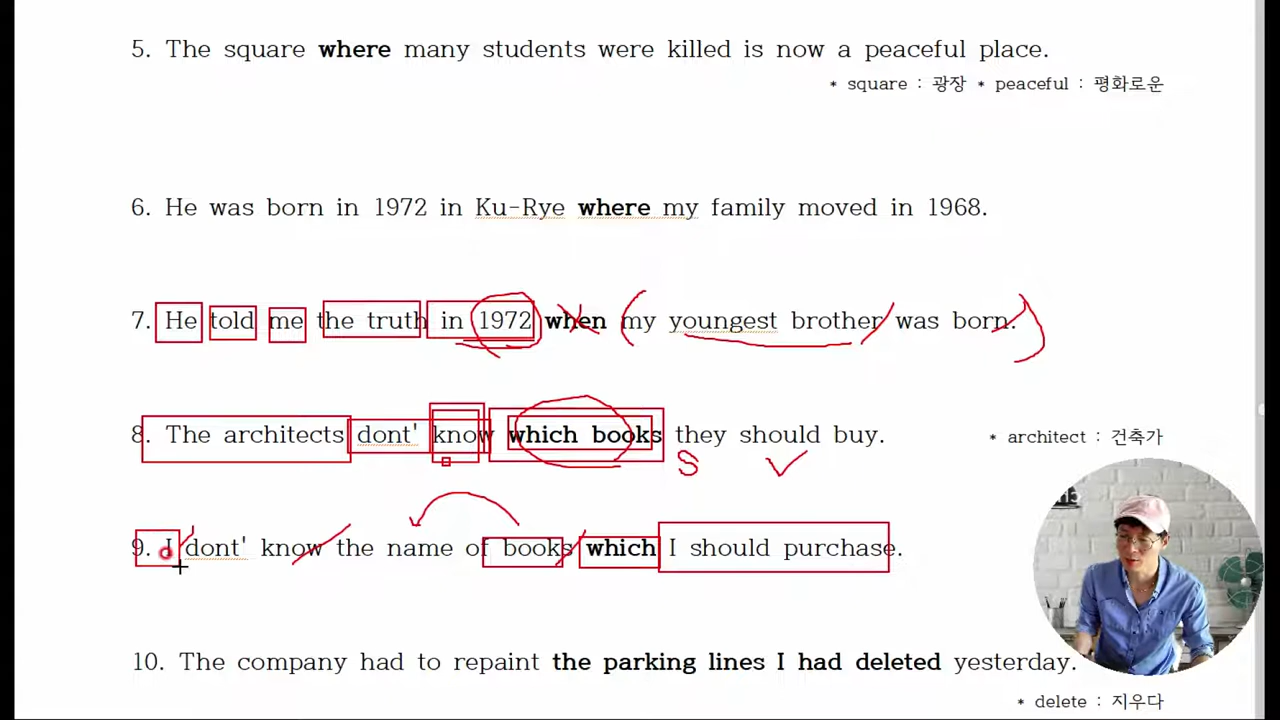 5. The square where many students were killed is now a peaceful place.
* square : 광장 * peaceful : 평화로운
6. He was born in 1972 in Ku-Rye where my family moved in 1968.
7. He told me the truth in 1972 when my youngest brother was born.
8. The architects dont' know which books they should buy.
* architect : 건축가
S
9. I dont' know the name of books which I should purchase.
10. The company had to repaint the parking lines I had deleted yesterday.
* delete : 지우다